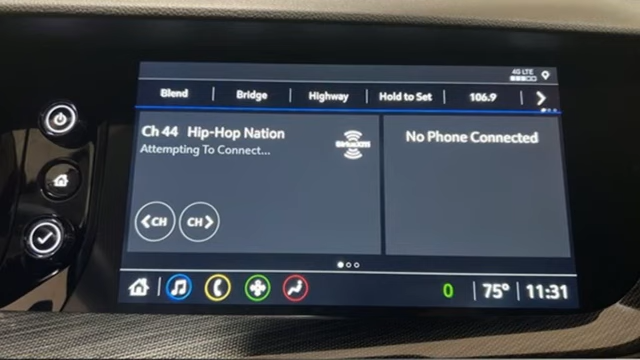 4G LTE
Blend | Bridge | Highway | Hold to Set | 106.9 |
Ch 44 Hip-Hop Nation
Attempting To Connect...
SiriusXM
No Phone Connected
CH CH
0 | 75° | 11:31